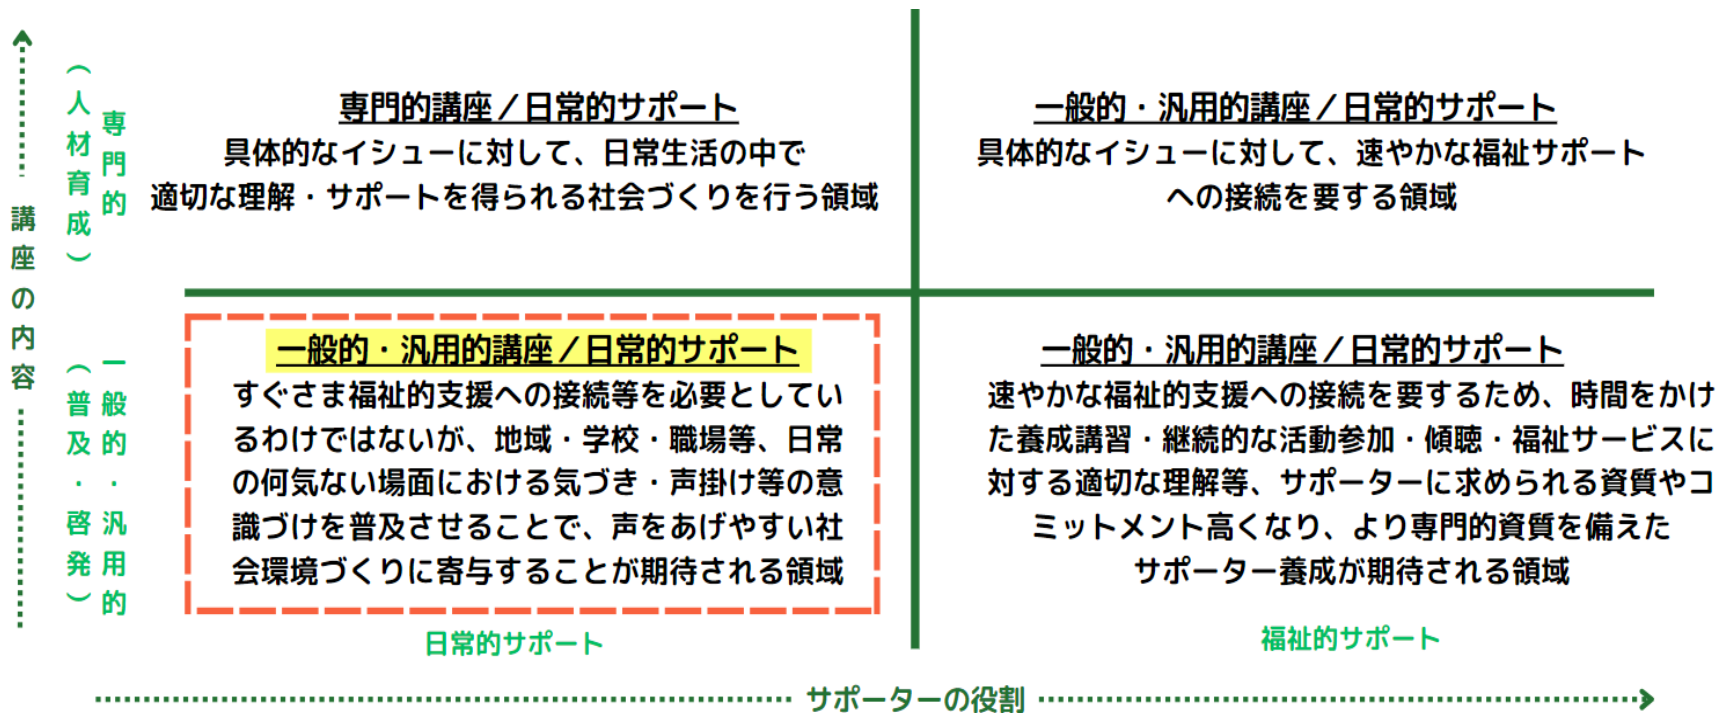 講座の内容
専門的
（人材育成）
一般的・汎用的
（普及・啓発）
専門的講座／日常的サポート
具体的なイシューに対して、日常生活の中で
適切な理解・サポートを得られる社会づくりを行う領域
一般的・汎用的講座／日常的サポート
具体的なイシューに対して、速やかな福祉サポート
への接続を要する領域
一般的・汎用的講座／日常的サポート
すぐさま福祉的支援への接続等を必要としてい
るわけではないが、地域・学校・職場等、日常
の何気ない場面における気づき・声掛け等の意
識づけを普及させることで、声をあげやすい社
会環境づくりに寄与することが期待される領域
一般的・汎用的講座／日常的サポート
速やかな福祉的支援への接続を要するため、時間をかけ
た養成講習・継続的な活動参加・傾聴・福祉サービスに
対する適切な理解等、サポーターに求められる資質やコ
ミットメント高くなり、より専門的資質を備えた
サポーター養成が期待される領域
日常的サポート
福祉的サポート
サポーターの役割